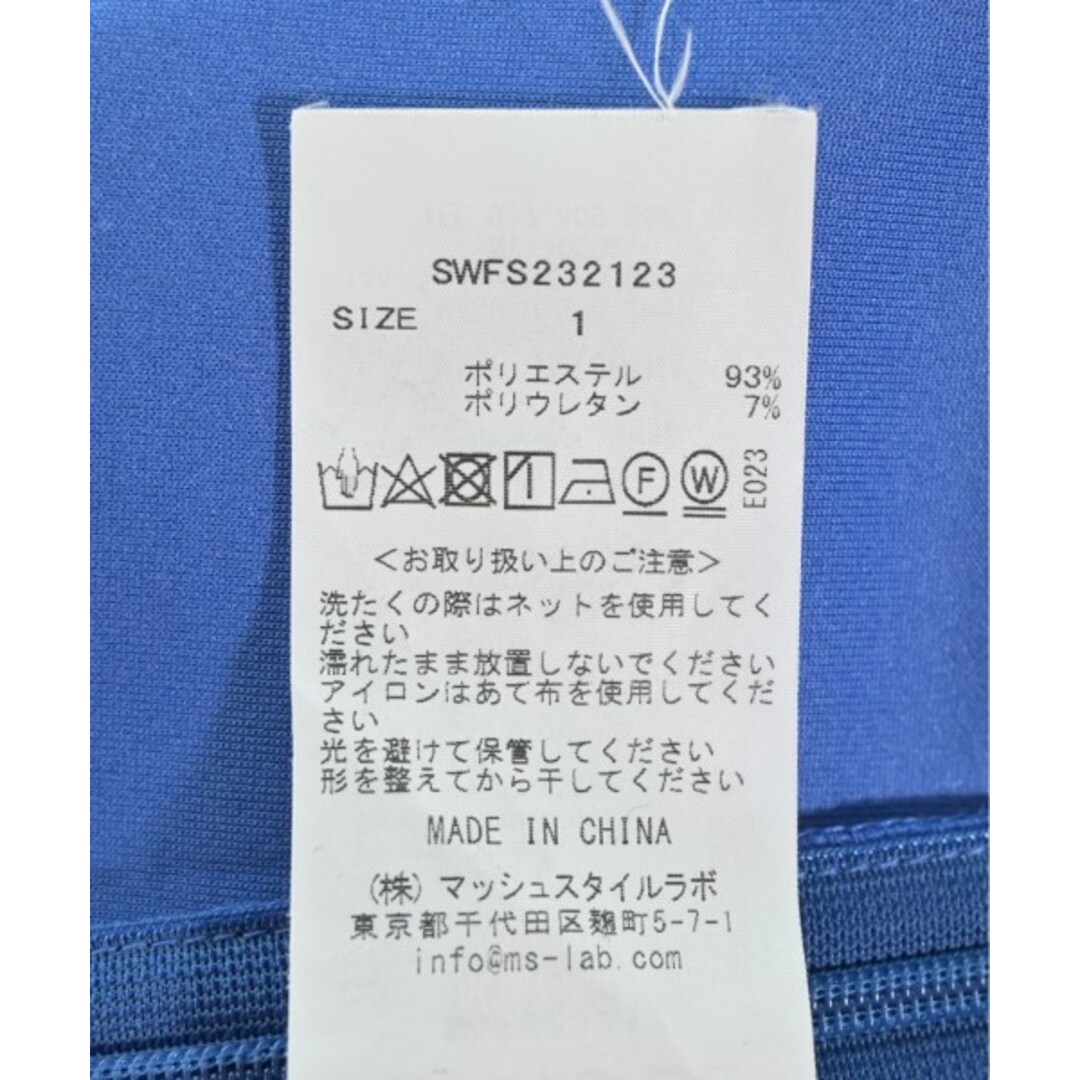 SWFS232123
SIZE 1
ポリエステル 93%
ポリウレタン 7%
F W E023
<お取り扱い上のご注意>
洗たくの際はネットを使用してく
ださい
濡れたまま放置しないでください
アイロンはあて布を使用してくだ
さい
光を避けて保管してください
形を整えてから干してください
MADE IN CHINA
(株)マッシュスタイルラボ
東京都千代田区麹町5-7-1
info@ms-lab.com